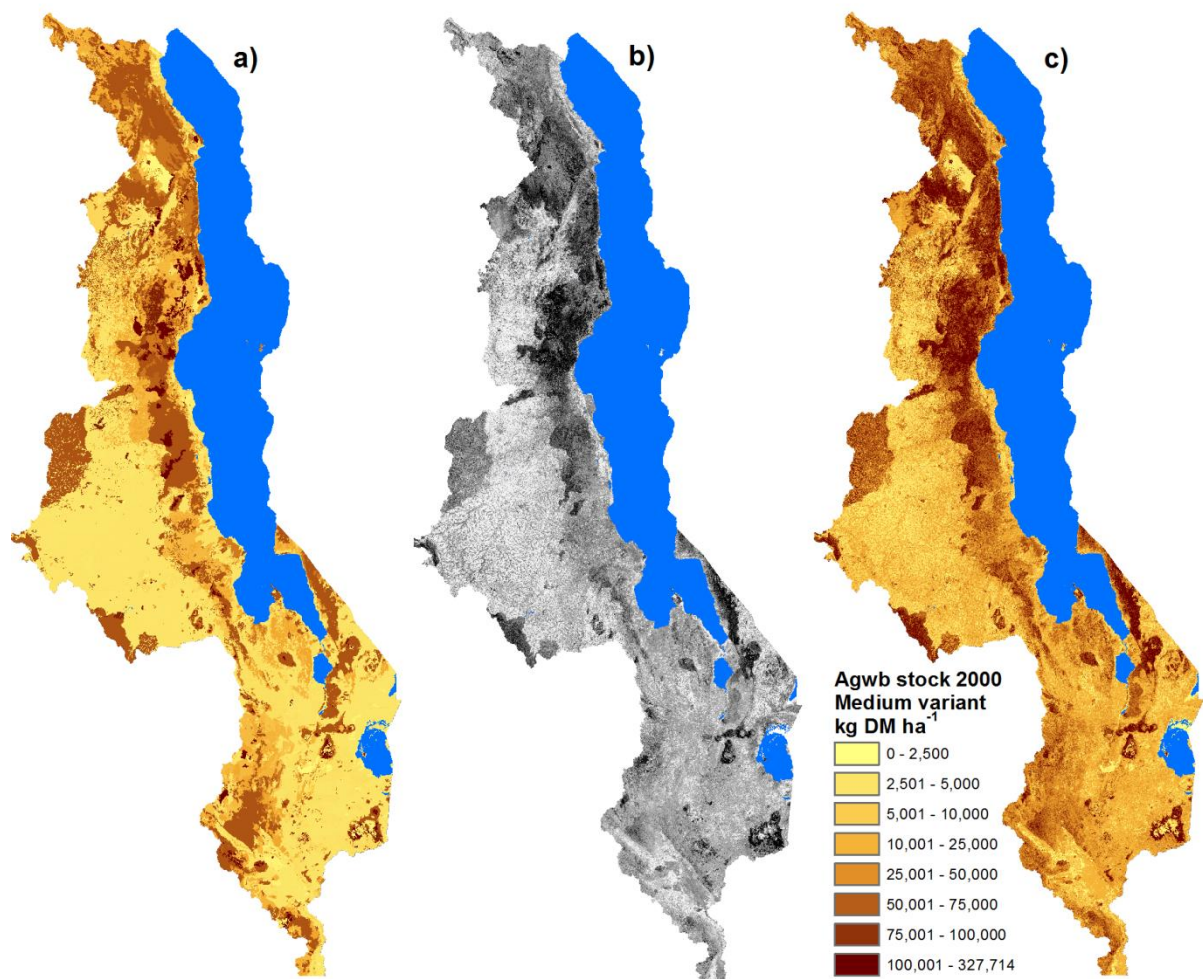 a)
b)
c)
Agwb stock 2000
Medium variant
kg DM ha⁻¹
0 - 2,500
2,501 - 5,000
5,001 - 10,000
10,001 - 25,000
25,001 - 50,000
50,001 - 75,000
75,001 - 100,000
100,001 - 327,714